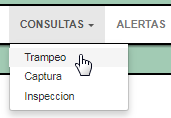 CONSULTAS ALERTAS
Trampeo
Captura
Inspeccion